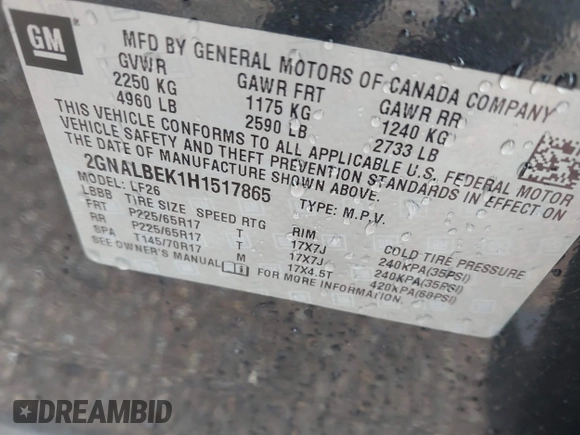 GM
MFD BY GENERAL MOTORS OF CANADA COMPANY
GVWR GAWR FRT GAWR RR
2250 KG 1175 KG 1240 KG
4960 LB 2590 LB 2733 LB
THIS VEHICLE CONFORMS TO ALL APPLICABLE U.S. FEDERAL MOTOR
VEHICLE SAFETY AND THEFT PREVENTION STANDARDS IN EFFECT ON
THE DATE OF MANUFACTURE SHOWN ABOVE.
2GNALBEK1H1517865 TYPE: M.P.V.
MODEL: LF26
LBBB TIRE SIZE SPEED RTG RIM COLD TIRE PRESSURE
FRT P225/65R17 T 17X7J 240KPA(35PSI)
RR P225/65R17 T 17X7J 240KPA(35PSI)
SPA T145/70R17 M 17X4.5T 420KPA(60PSI)
SEE OWNER'S MANUAL FOR MORE INFORMATION.
DREAMBID